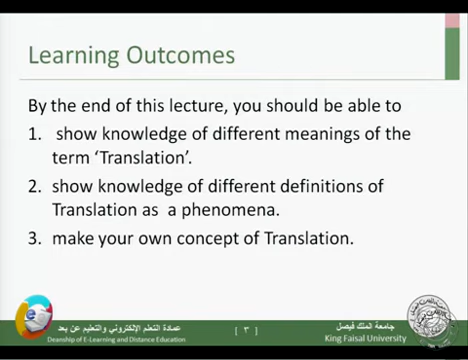 Learning Outcomes
By the end of this lecture, you should be able to
1. show knowledge of different meanings of the
term ‘Translation’.
2. show knowledge of different definitions of
Translation as a phenomena.
3. make your own concept of Translation.
عمادة التعلم الإلكتروني والتعليم عن بعد
Deanship of E-Learning and Distance Education
[ ٣ ]
جامعة الملك فيصل
King Faisal University